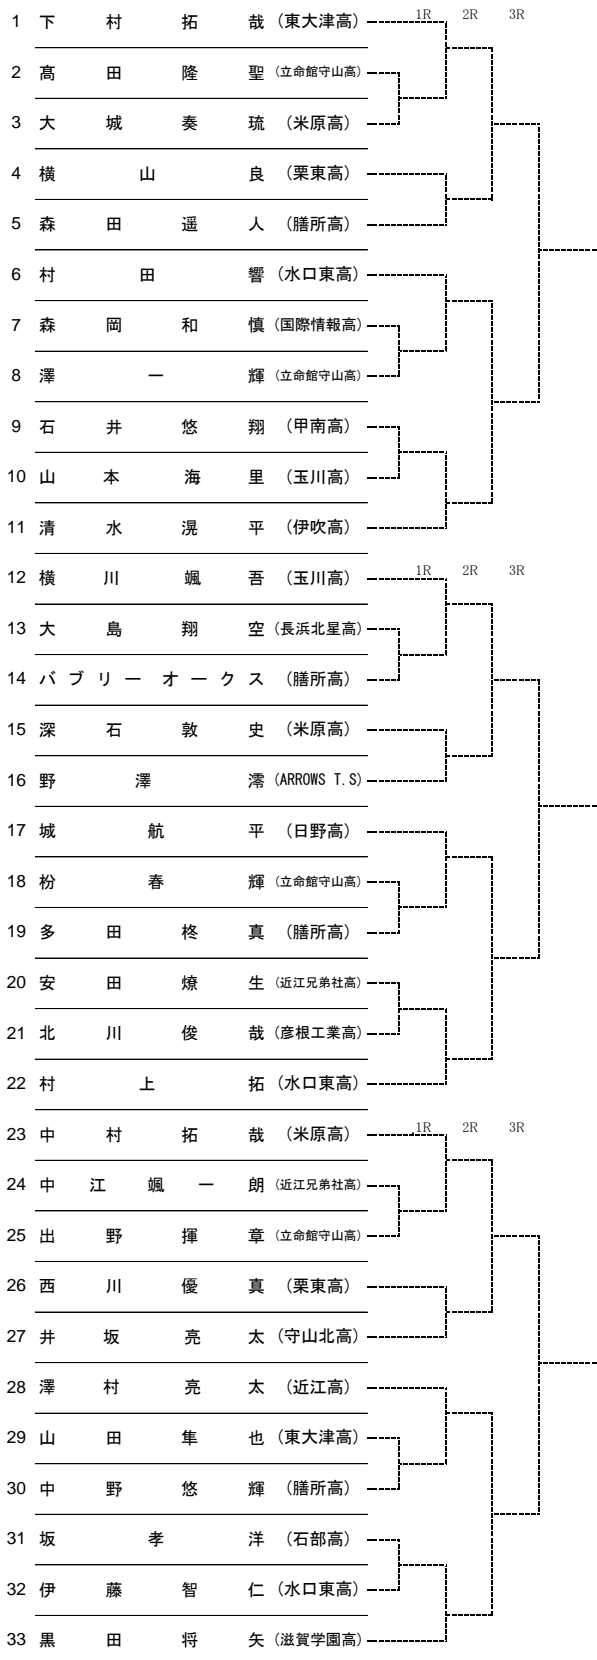 1R 2R 3R
1 下村拓哉 (東大津高)
2 髙田隆聖 (立命館守山高)
3 大城奏琉 (米原高)
4 横山良 (栗東高)
5 森田遥人 (膳所高)
6 村田響 (水口東高)
7 森岡和慎 (国際情報高)
8 澤一輝 (立命館守山高)
9 石井悠翔 (甲南高)
10 山本海里 (玉川高)
11 清水滉平 (伊吹高)
1R 2R 3R
12 横川颯吾 (玉川高)
13 大島翔空 (長浜北星高)
14 バブリーオークス (膳所高)
15 深石敦史 (米原高)
16 野澤澪 (ARROWS T.S)
17 城航平 (日野高)
18 枌春輝 (立命館守山高)
19 多田柊真 (膳所高)
20 安田燎生 (近江兄弟社高)
21 北川俊哉 (彦根工業高)
22 村上拓 (水口東高)
1R 2R 3R
23 中村拓哉 (米原高)
24 中江颯一朗 (近江兄弟社高)
25 出野揮章 (立命館守山高)
26 西川優真 (栗東高)
27 井坂亮太 (守山北高)
28 澤村亮太 (近江高)
29 山田隼也 (東大津高)
30 中野悠輝 (膳所高)
31 坂孝洋 (石部高)
32 伊藤智仁 (水口東高)
33 黒田将矢 (滋賀学園高)